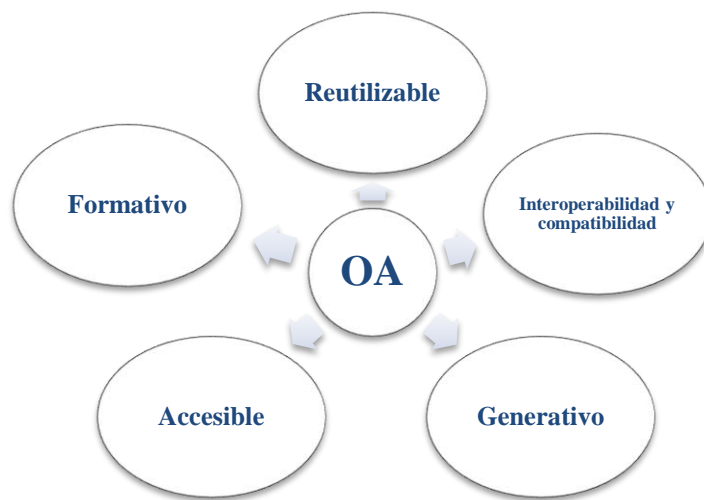 Reutilizable
Formativo
Interoperabilidad y
compatibilidad
OA
Accesible
Generativo